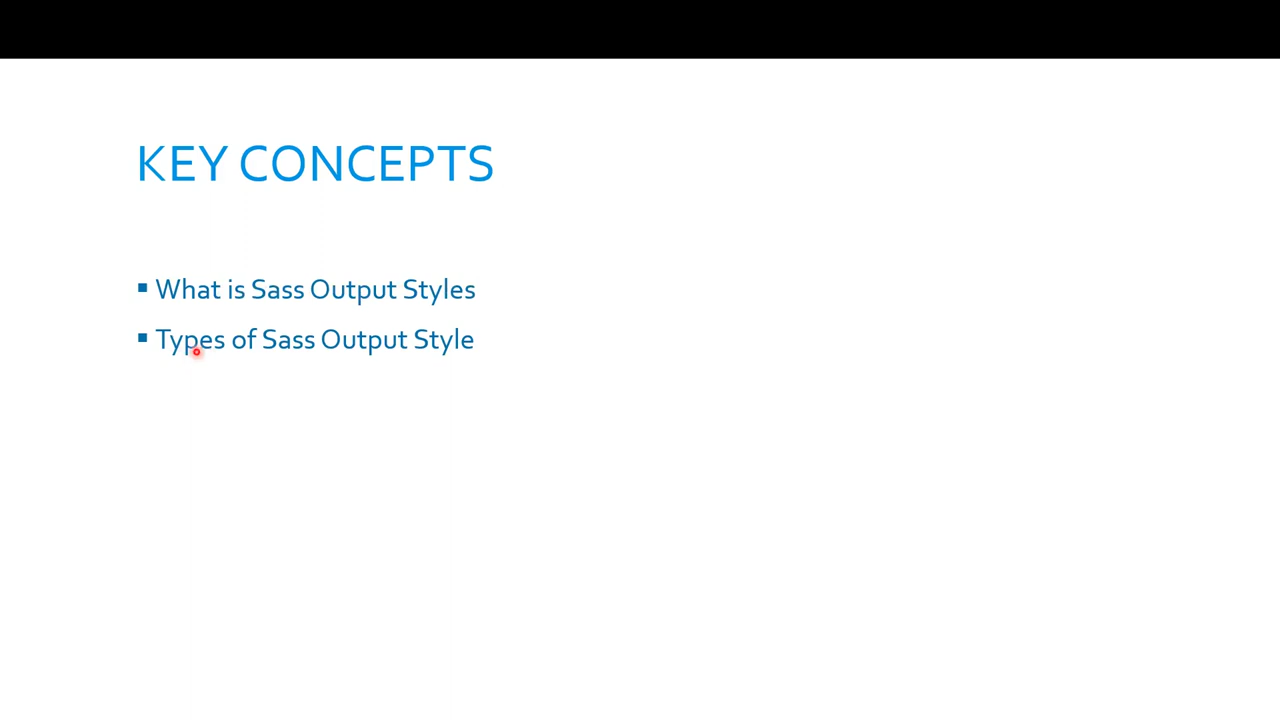 KEY CONCEPTS
What is Sass Output Styles
Types of Sass Output Style